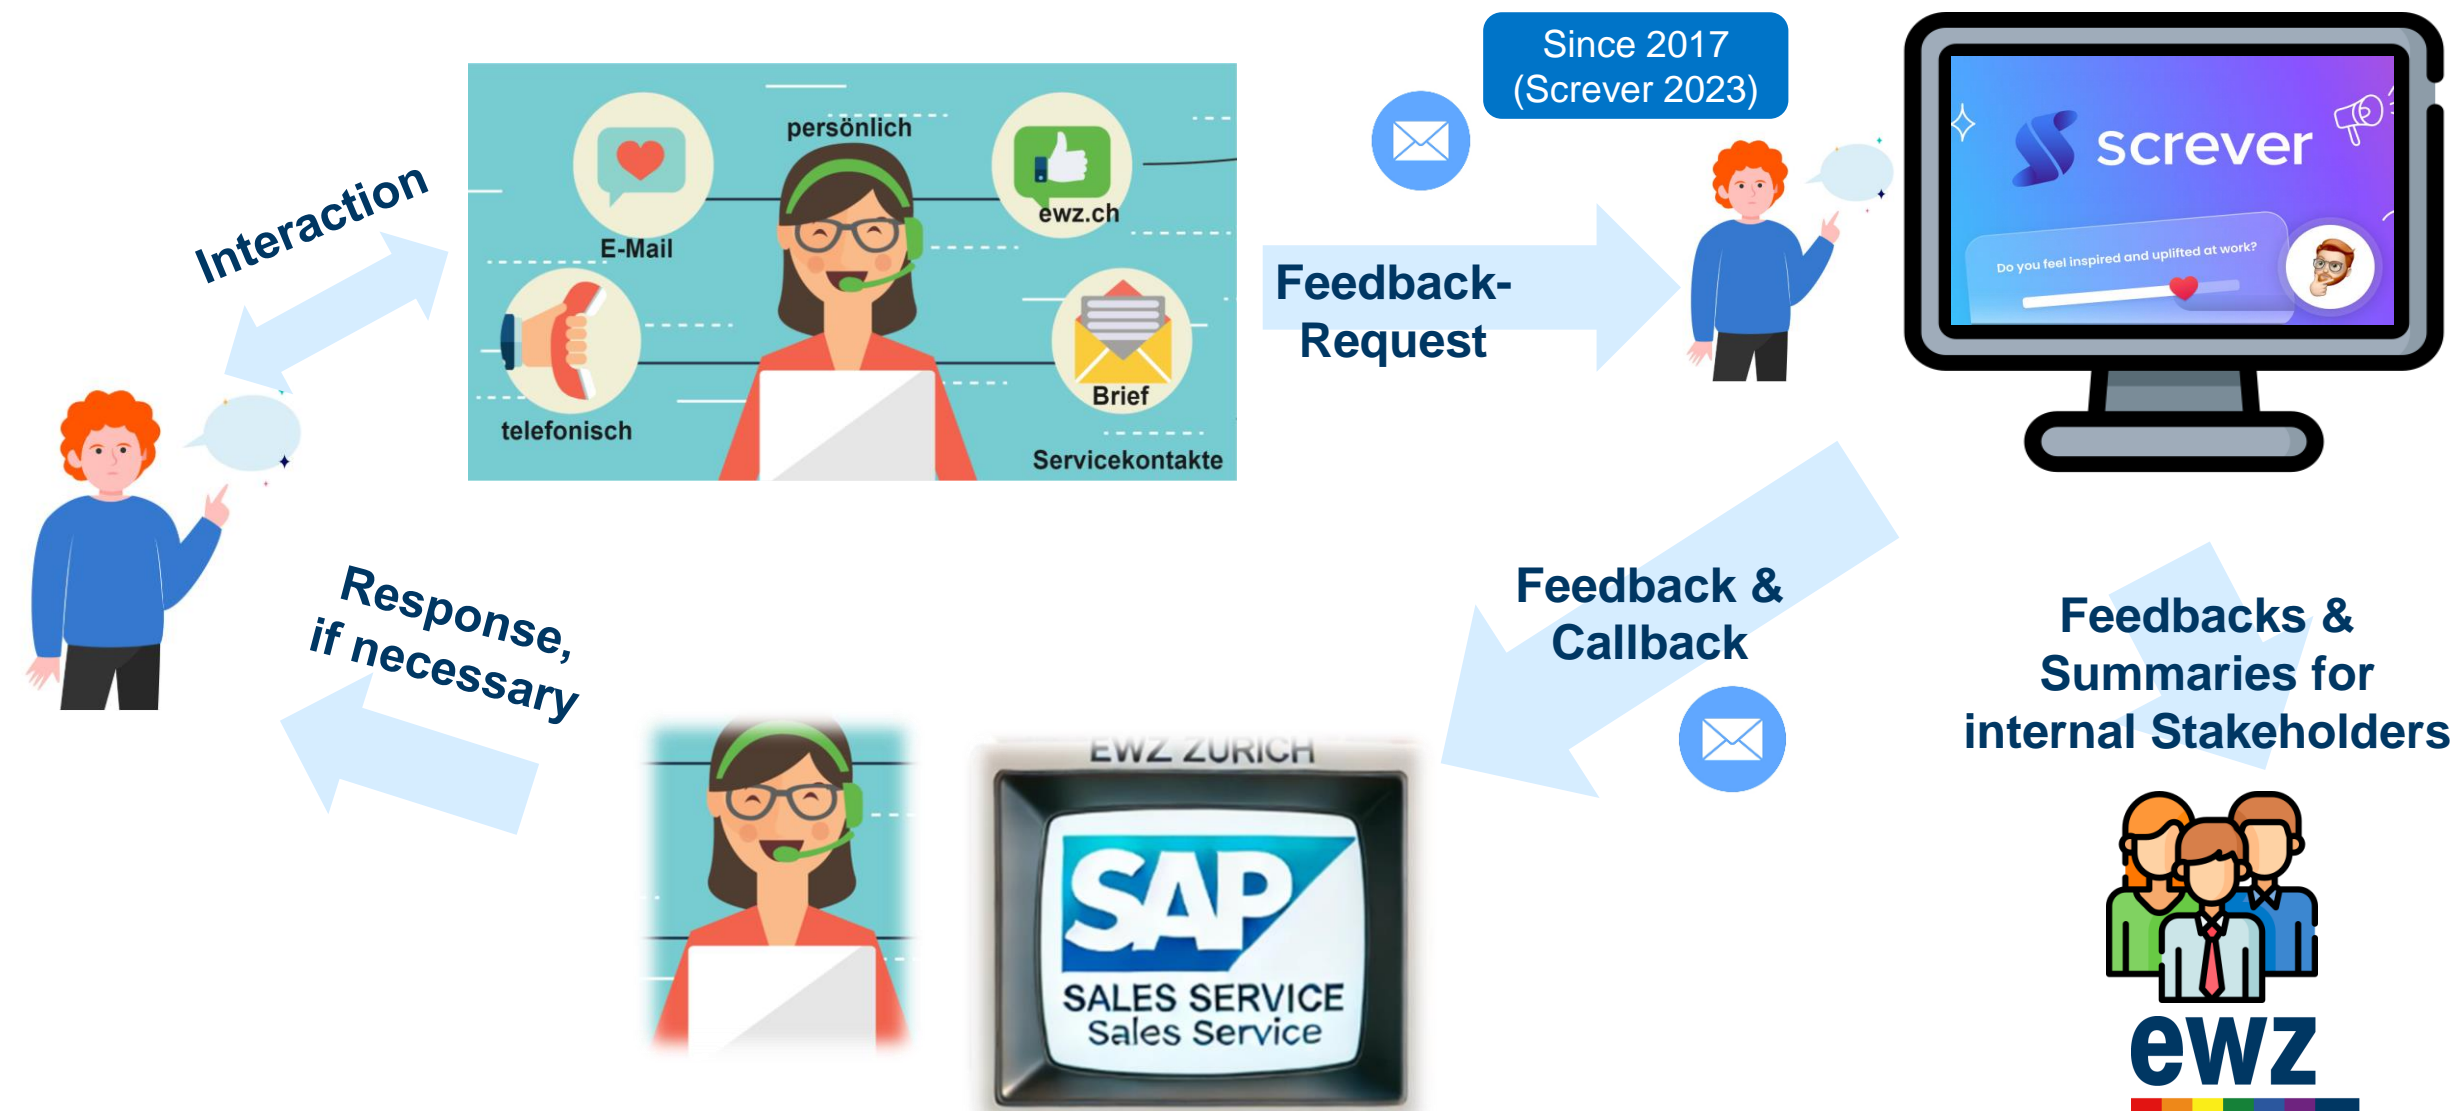 Since 2017
(Screver 2023)
screver
Do you feel inspired and uplifted at work?
Interaction
persönlich
ewz.ch
E-Mail
telefonisch
Brief
Servicekontakte
Feedback-
Request
Feedback &
Callback
Feedbacks &
Summaries for
internal Stakeholders
Response,
if necessary
EWZ ZURICH
SAP
SALES SERVICE
Sales Service
ewz